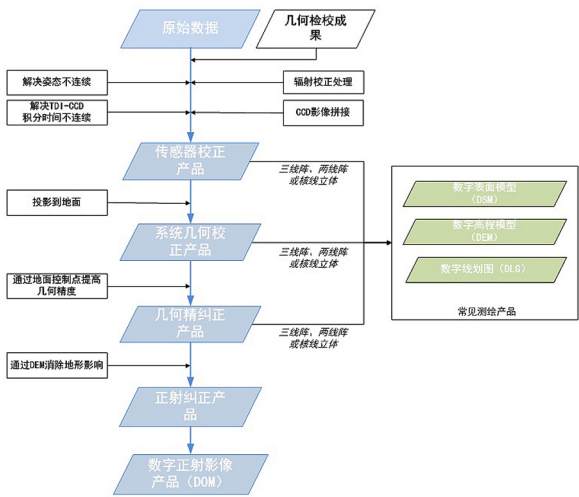 原始数据
几何检校成
果
解决姿态不连续
辐射校正处理
解决TDI-CCD
积分时间不连续
CCD影像拼接
传感器校正
产品
三线阵、两线阵
或核线立体
投影到地面
系统几何校
正产品
三线阵、两线阵
或核线立体
通过地面控制点提高
几何精度
几何精纠正
产品
三线阵、两线阵
或核线立体
通过DEM消除地形影响
正射纠正产
品
数字正射影像
产品（DOM）
数字表面模型
（DSM）
数字高程模型
（DEM）
数字线划图（DLG）
常见测绘产品